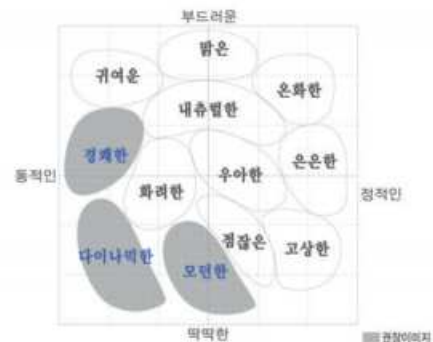 부드러운
맑은
귀여운
온화한
내츄럴한
경쾌한
은은한
동적인
우아한
화려한
정적인
점잖은
고상한
다이나믹한
모던한
딱딱한
권장이미지